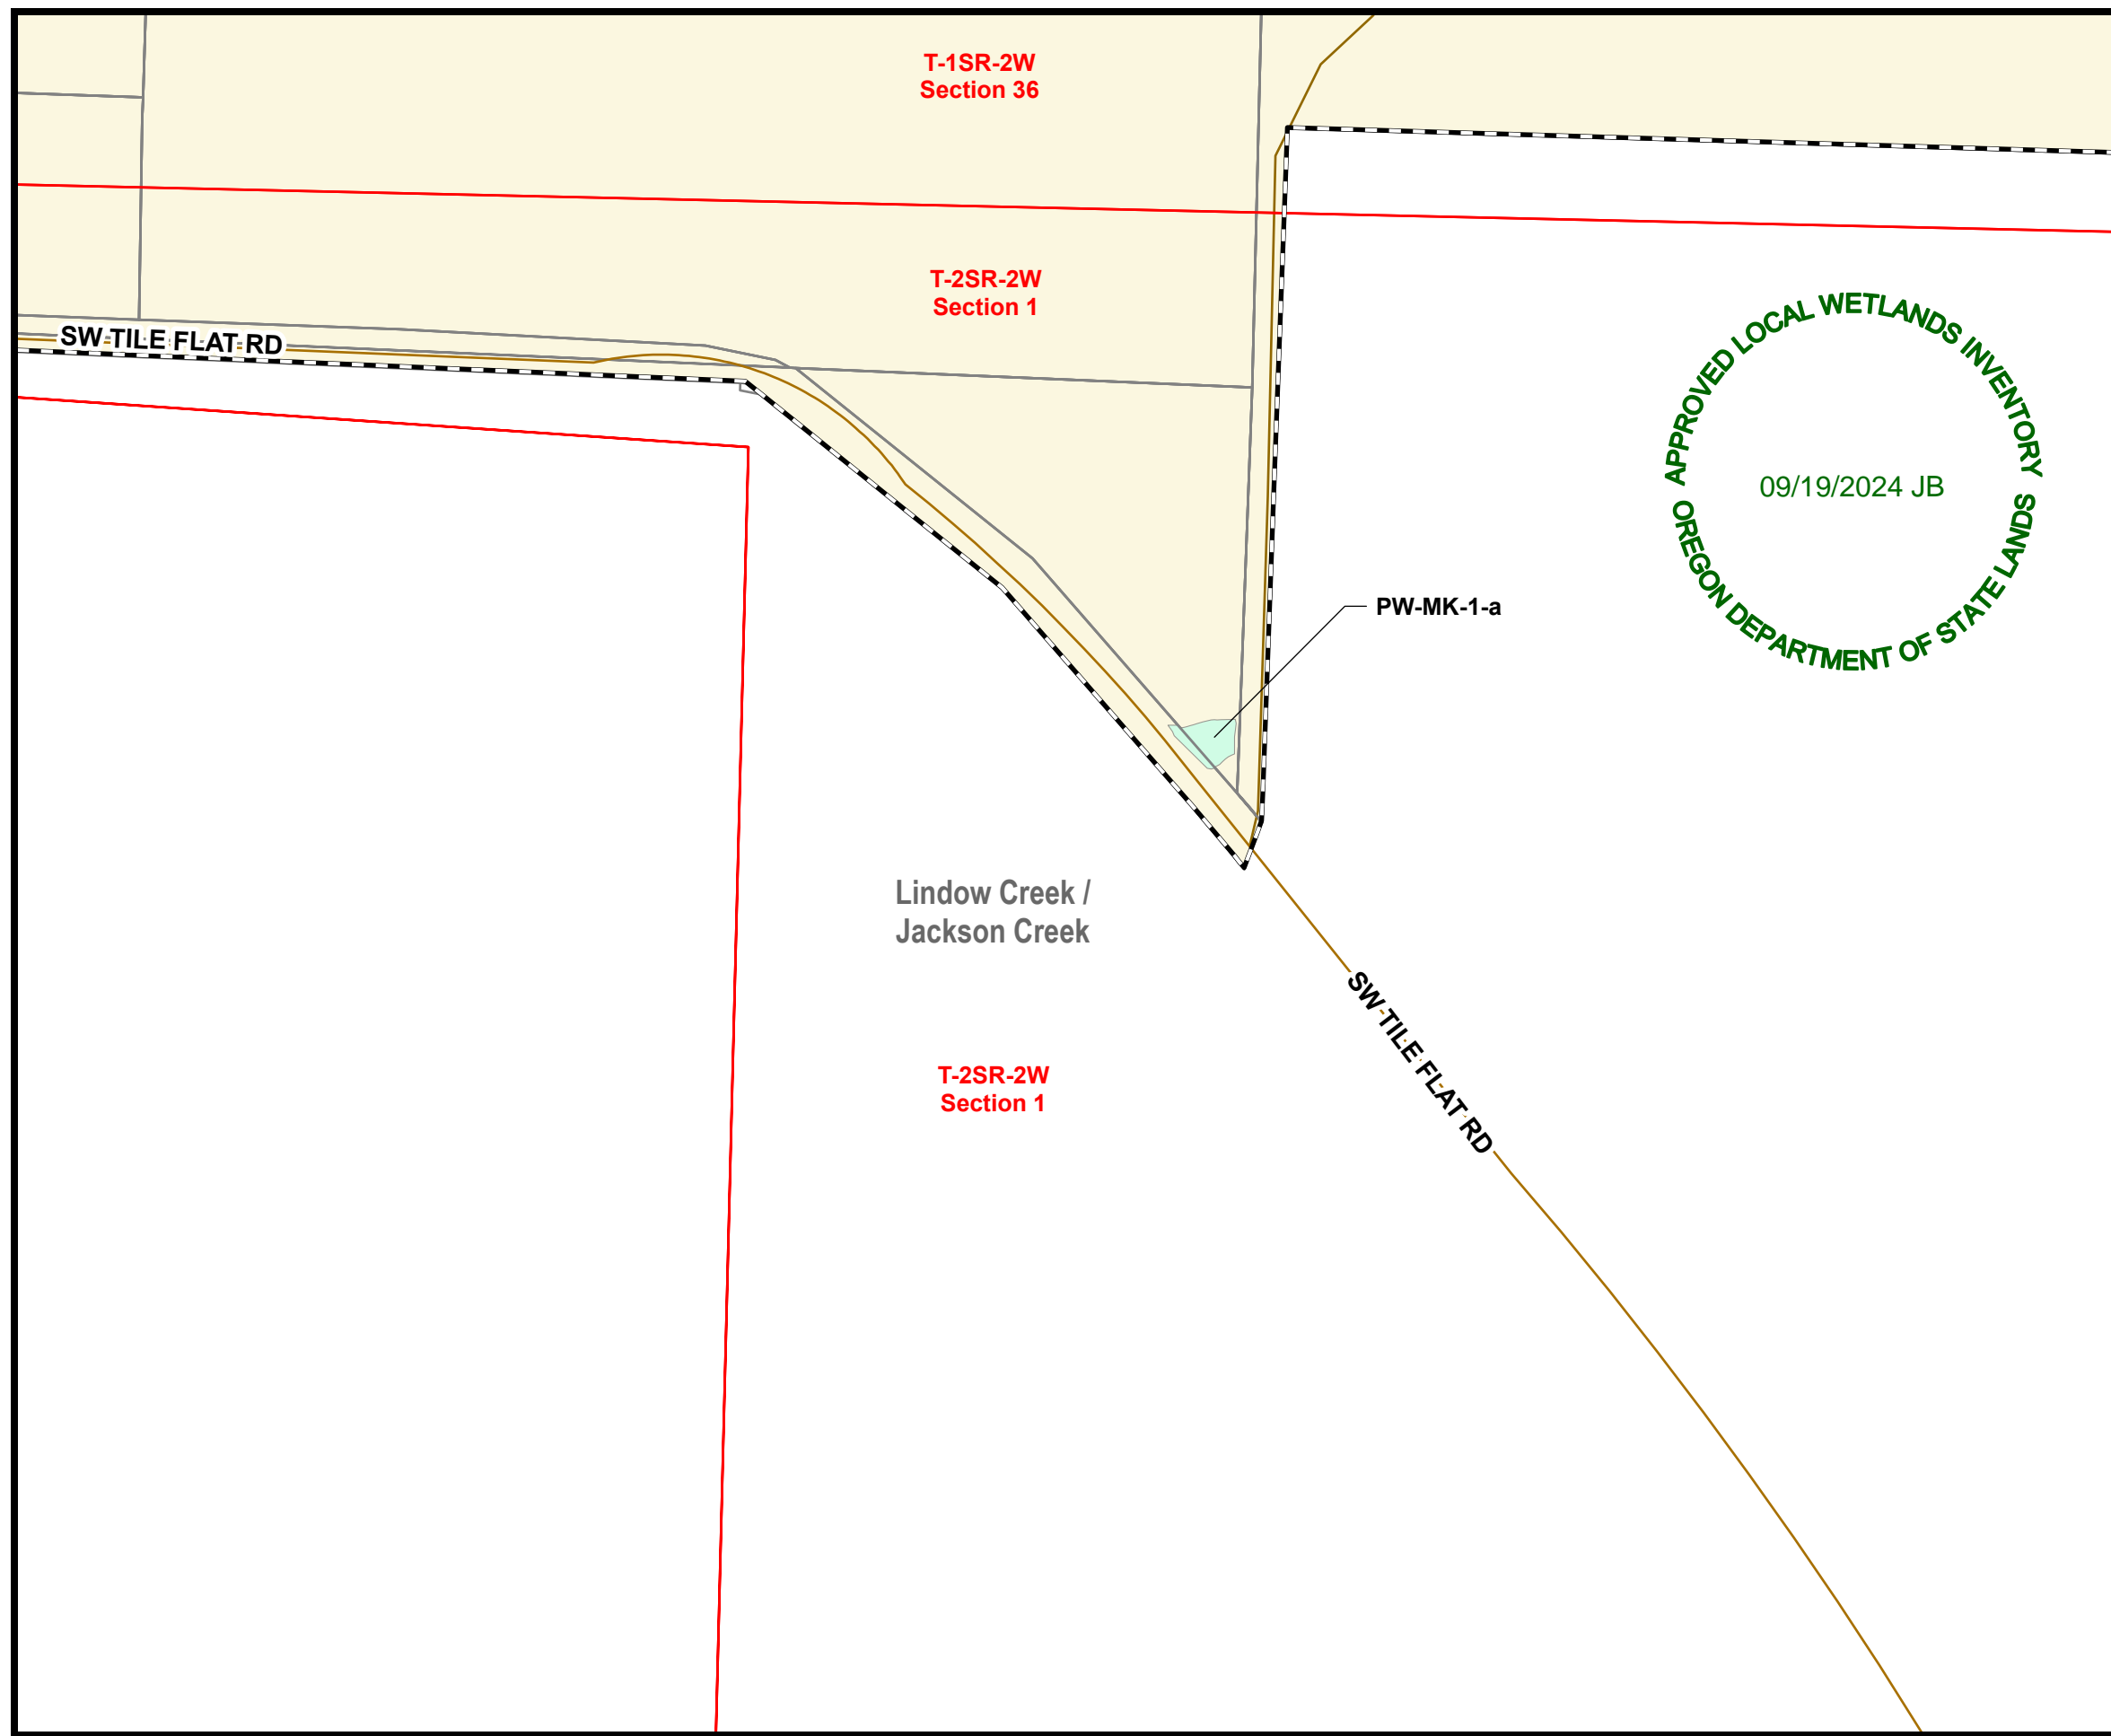 T-1SR-2W
Section 36
T-2SR-2W
Section 1
SW TILE FLAT RD
APPROVED LOCAL WETLANDS INVENTORY
09/19/2024 JB
OREGON DEPARTMENT OF STATE LANDS
PW-MK-1-a
Lindow Creek /
Jackson Creek
SW TILE FLAT RD
T-2SR-2W
Section 1